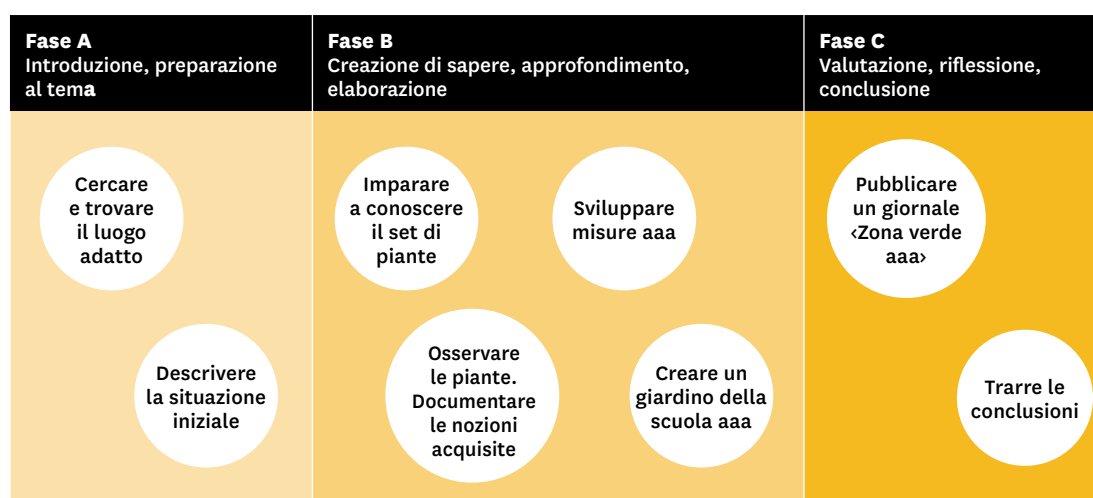 Fase A
Introduzione, preparazione
al tema
Cercare
e trovare
il luogo
adatto
Descrivere
la situazione
iniziale
Fase B
Creazione di sapere, approfondimento,
elaborazione
Imparare
a conoscere
il set di
piante
Sviluppare
misure aaa
Osservare
le piante.
Documentare
le nozioni
acquisite
Creare un
giardino della
scuola aaa
Fase C
Valutazione, riflessione,
conclusione
Pubblicare
un giornale
‹Zona verde
aaa›
Trarre le
conclusioni